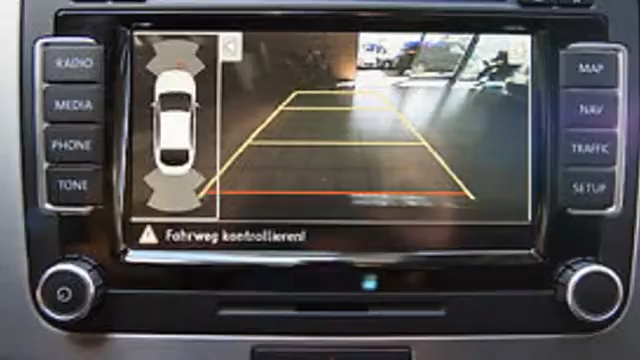 RADIO
MEDIA
PHONE
TONE
MAP
NAV
TRAFFIC
SETUP
Fahrweg kontrollieren!